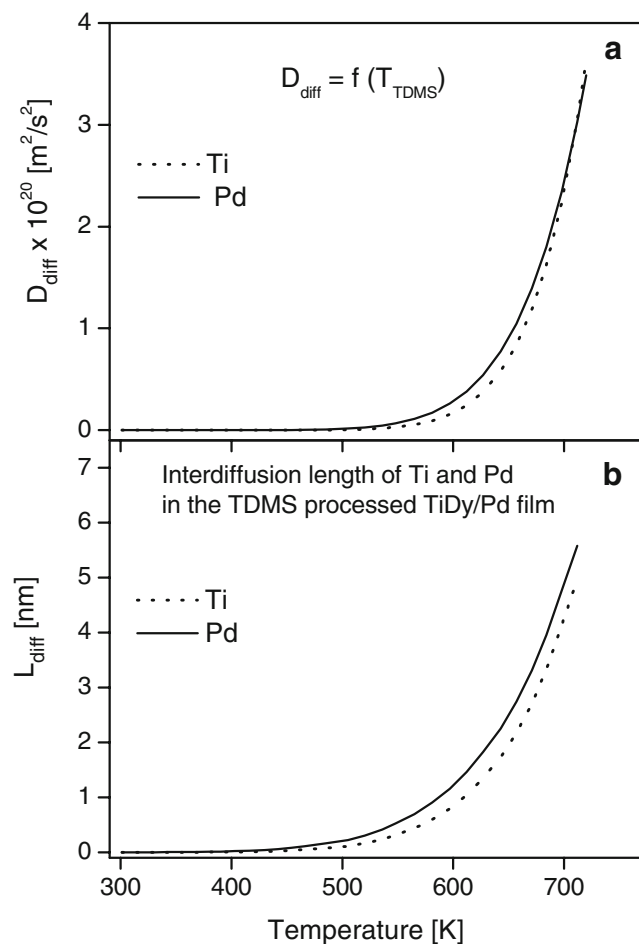 a
D_diff = f (T_TDMS)
Ti
Pd
D_diff x 10^20 [m^2/s^2]
4
3
2
1
0
b
Interdiffusion length of Ti and Pd
in the TDMS processed TiDy/Pd film
Ti
Pd
L_diff [nm]
7
6
5
4
3
2
1
0
300 400 500 600 700
Temperature [K]